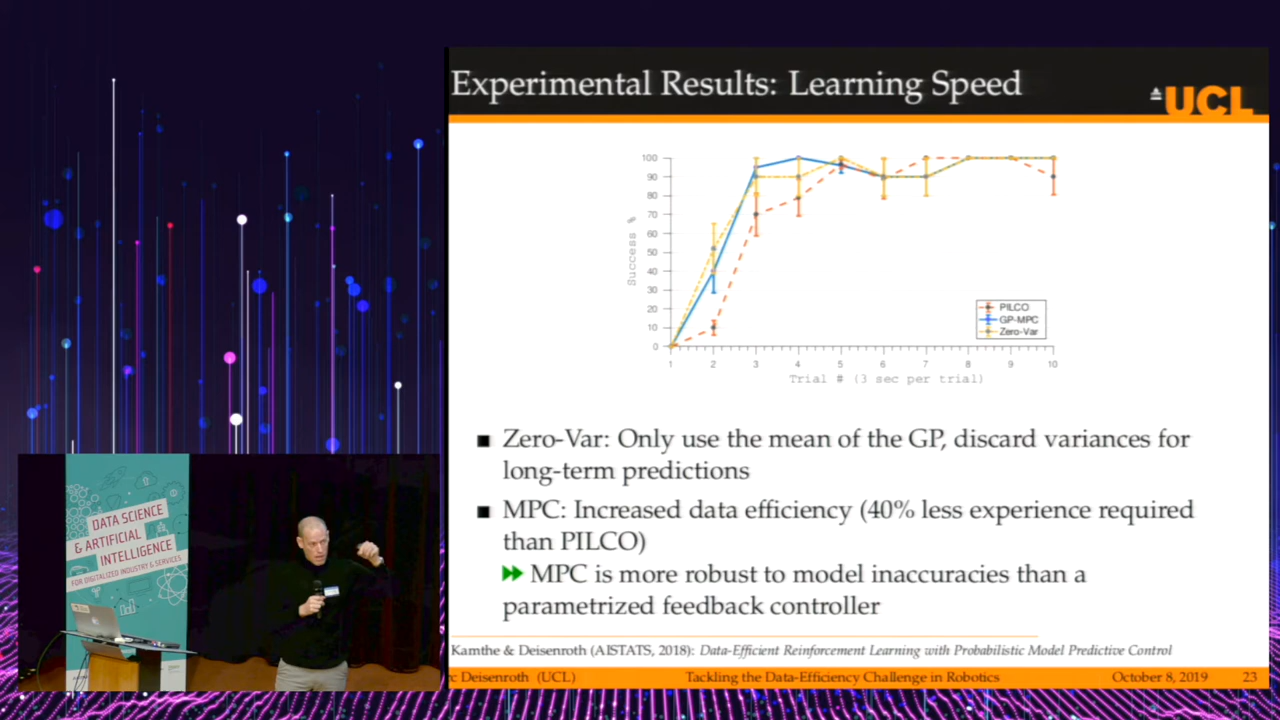 Experimental Results: Learning Speed
UCL
100
90
80
70
60
50
40
30
20
10
0
Success %
1 2 3 4 5 6 7 8 9 10
Trial # (3 sec per trial)
PILCO
GP-MPC
Zero-Var
■ Zero-Var: Only use the mean of the GP, discard variances for
long-term predictions
■ MPC: Increased data efficiency (40% less experience required
than PILCO)
MPC is more robust to model inaccuracies than a
parametrized feedback controller
Kamthe & Deisenroth (AISTATS, 2018): Data-Efficient Reinforcement Learning with Probabilistic Model Predictive Control
rc Deisenroth (UCL) Tackling the Data-Efficiency Challenge in Robotics October 8, 2019 23
DATA SCIENCE
& ARTIFICIAL
INTELLIGENCE
FOR DIGITALIZED INDUSTRY & SERVICES